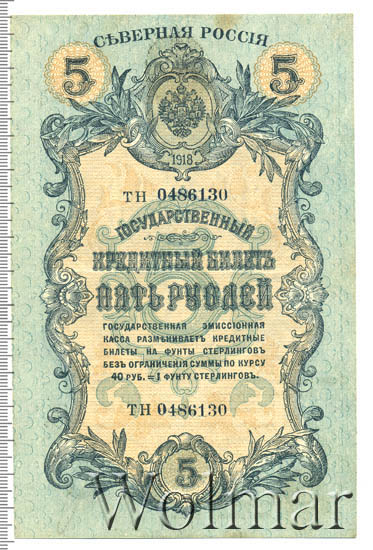 СѢВЕРНАЯ РОССІЯ
5 5
1918
ТН 0486130
ГОСУДАРСТВЕННЫЙ
КРЕДИТНЫЙ БИЛЕТЪ
ПЯТЬ РУБЛЕЙ
ГОСУДАРСТВЕННАЯ ЭМИССІОННАЯ
КАССА РАЗМѢНИВАЕТЪ КРЕДИТНЫЕ
БИЛЕТЫ НА ФУНТЫ СТЕРЛИНГОВЪ
БЕЗЪ ОГРАНИЧЕНІЯ СУММЫ ПО КУРСУ
40 РУБ. = 1 ФУНТУ СТЕРЛИНГОВЪ.
ТН 0486130
5
Wolmar